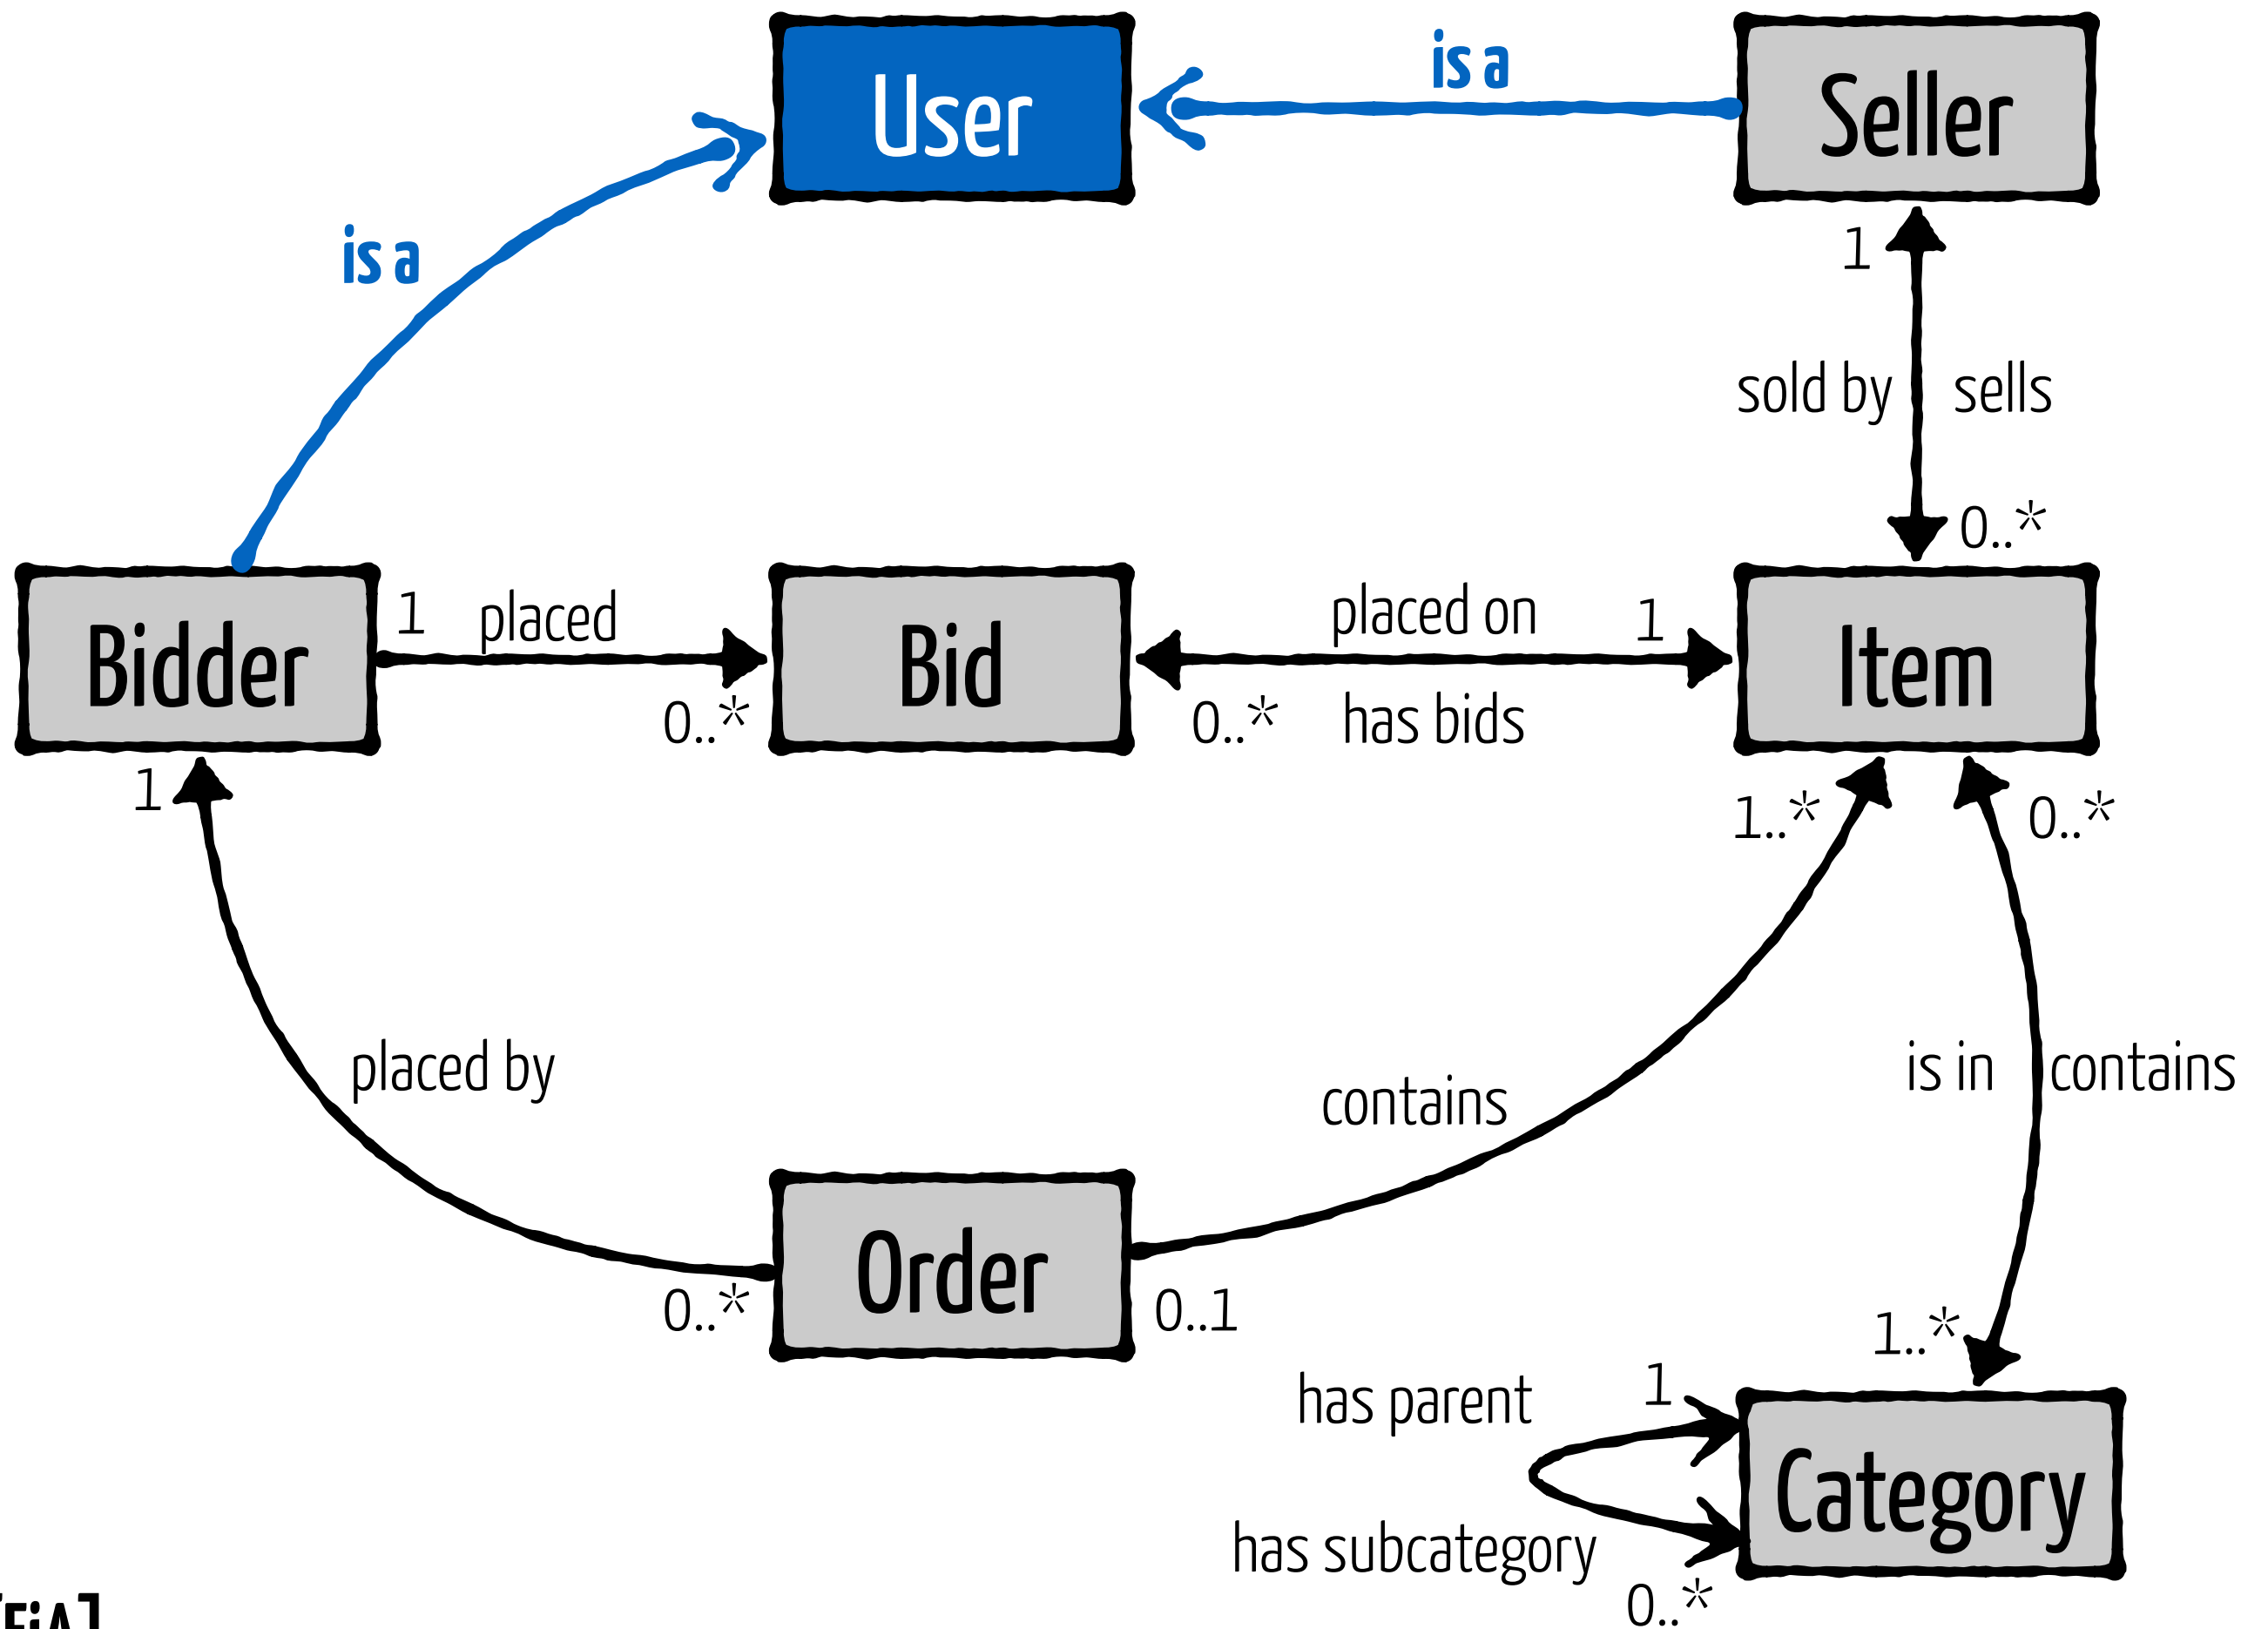 User
is a
Seller
is a
1
sold by
sells
0..*
Bidder
1
placed
0..*
Bid
placed on
1
0..*
has bids
Item
1
1..*
0..*
placed by
contains
is in
contains
0..*
Order
0..1
1..*
has parent
1
Category
has subcategory
0..*